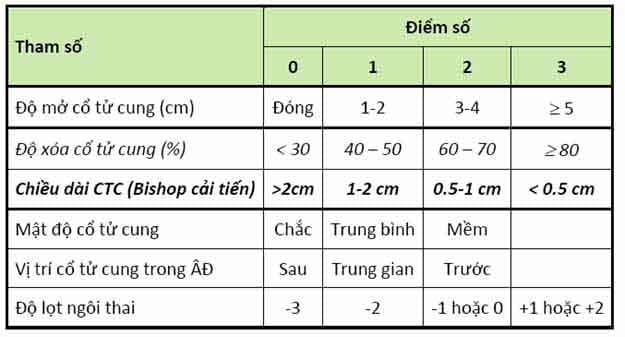 Tham số Điểm số
0 1 2 3
Độ mở cổ tử cung (cm) Đóng 1-2 3-4 ≥ 5
Độ xóa cổ tử cung (%) < 30 40 – 50 60 – 70 ≥80
Chiều dài CTC (Bishop cải tiến) >2cm 1-2 cm 0.5-1 cm < 0.5 cm
Mật độ cổ tử cung Chắc Trung bình Mềm
Vị trí cổ tử cung trong ÂĐ Sau Trung gian Trước
Độ lọt ngôi thai -3 -2 -1 hoặc 0 +1 hoặc +2